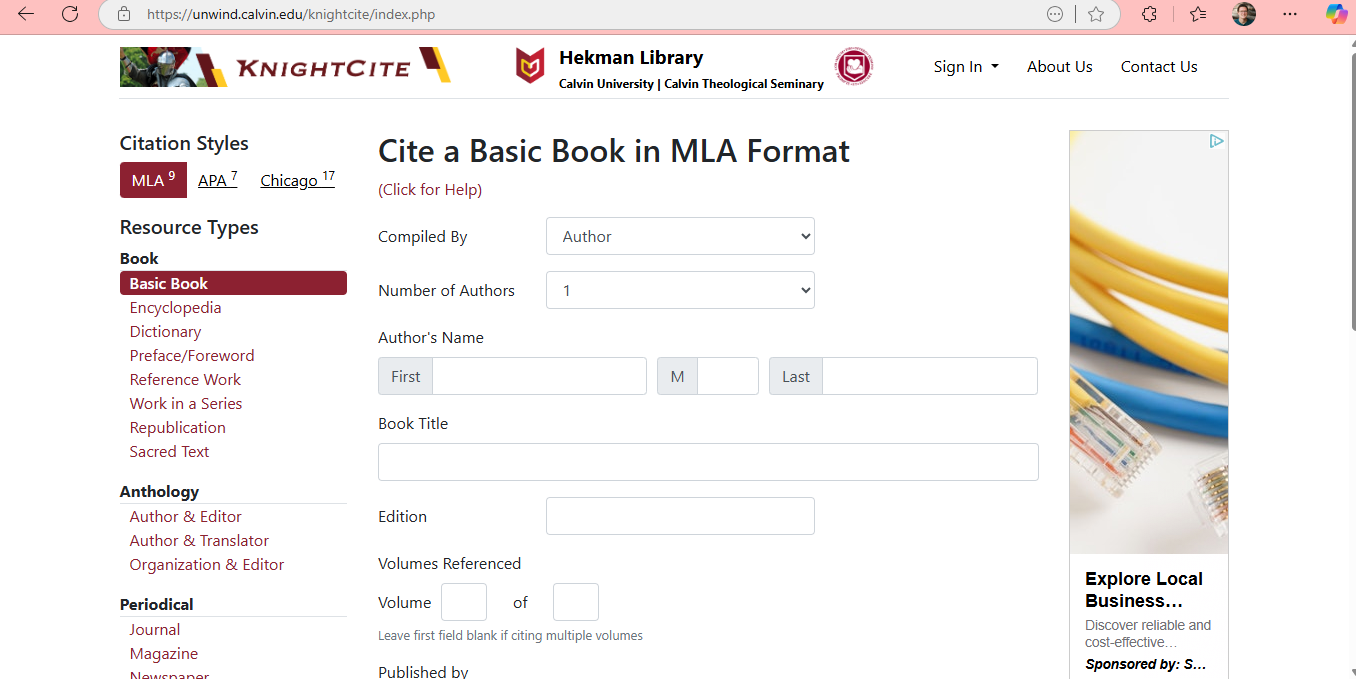 https://unwind.calvin.edu/knightcite/index.php
KNIGHTCITE
Hekman Library
Calvin University | Calvin Theological Seminary
Sign In
About Us
Contact Us
Citation Styles
MLA 9
APA 7
Chicago 17
Resource Types
Book
Basic Book
Encyclopedia
Dictionary
Preface/Foreword
Reference Work
Work in a Series
Republication
Sacred Text
Anthology
Author & Editor
Author & Translator
Organization & Editor
Periodical
Journal
Magazine
Newspaper
Cite a Basic Book in MLA Format
(Click for Help)
Compiled By
Author
Number of Authors
1
Author's Name
First
M
Last
Book Title
Edition
Volumes Referenced
Volume
of
Leave first field blank if citing multiple volumes
Published by
Explore Local
Business...
Discover reliable and
cost-effective...
Sponsored by: S...